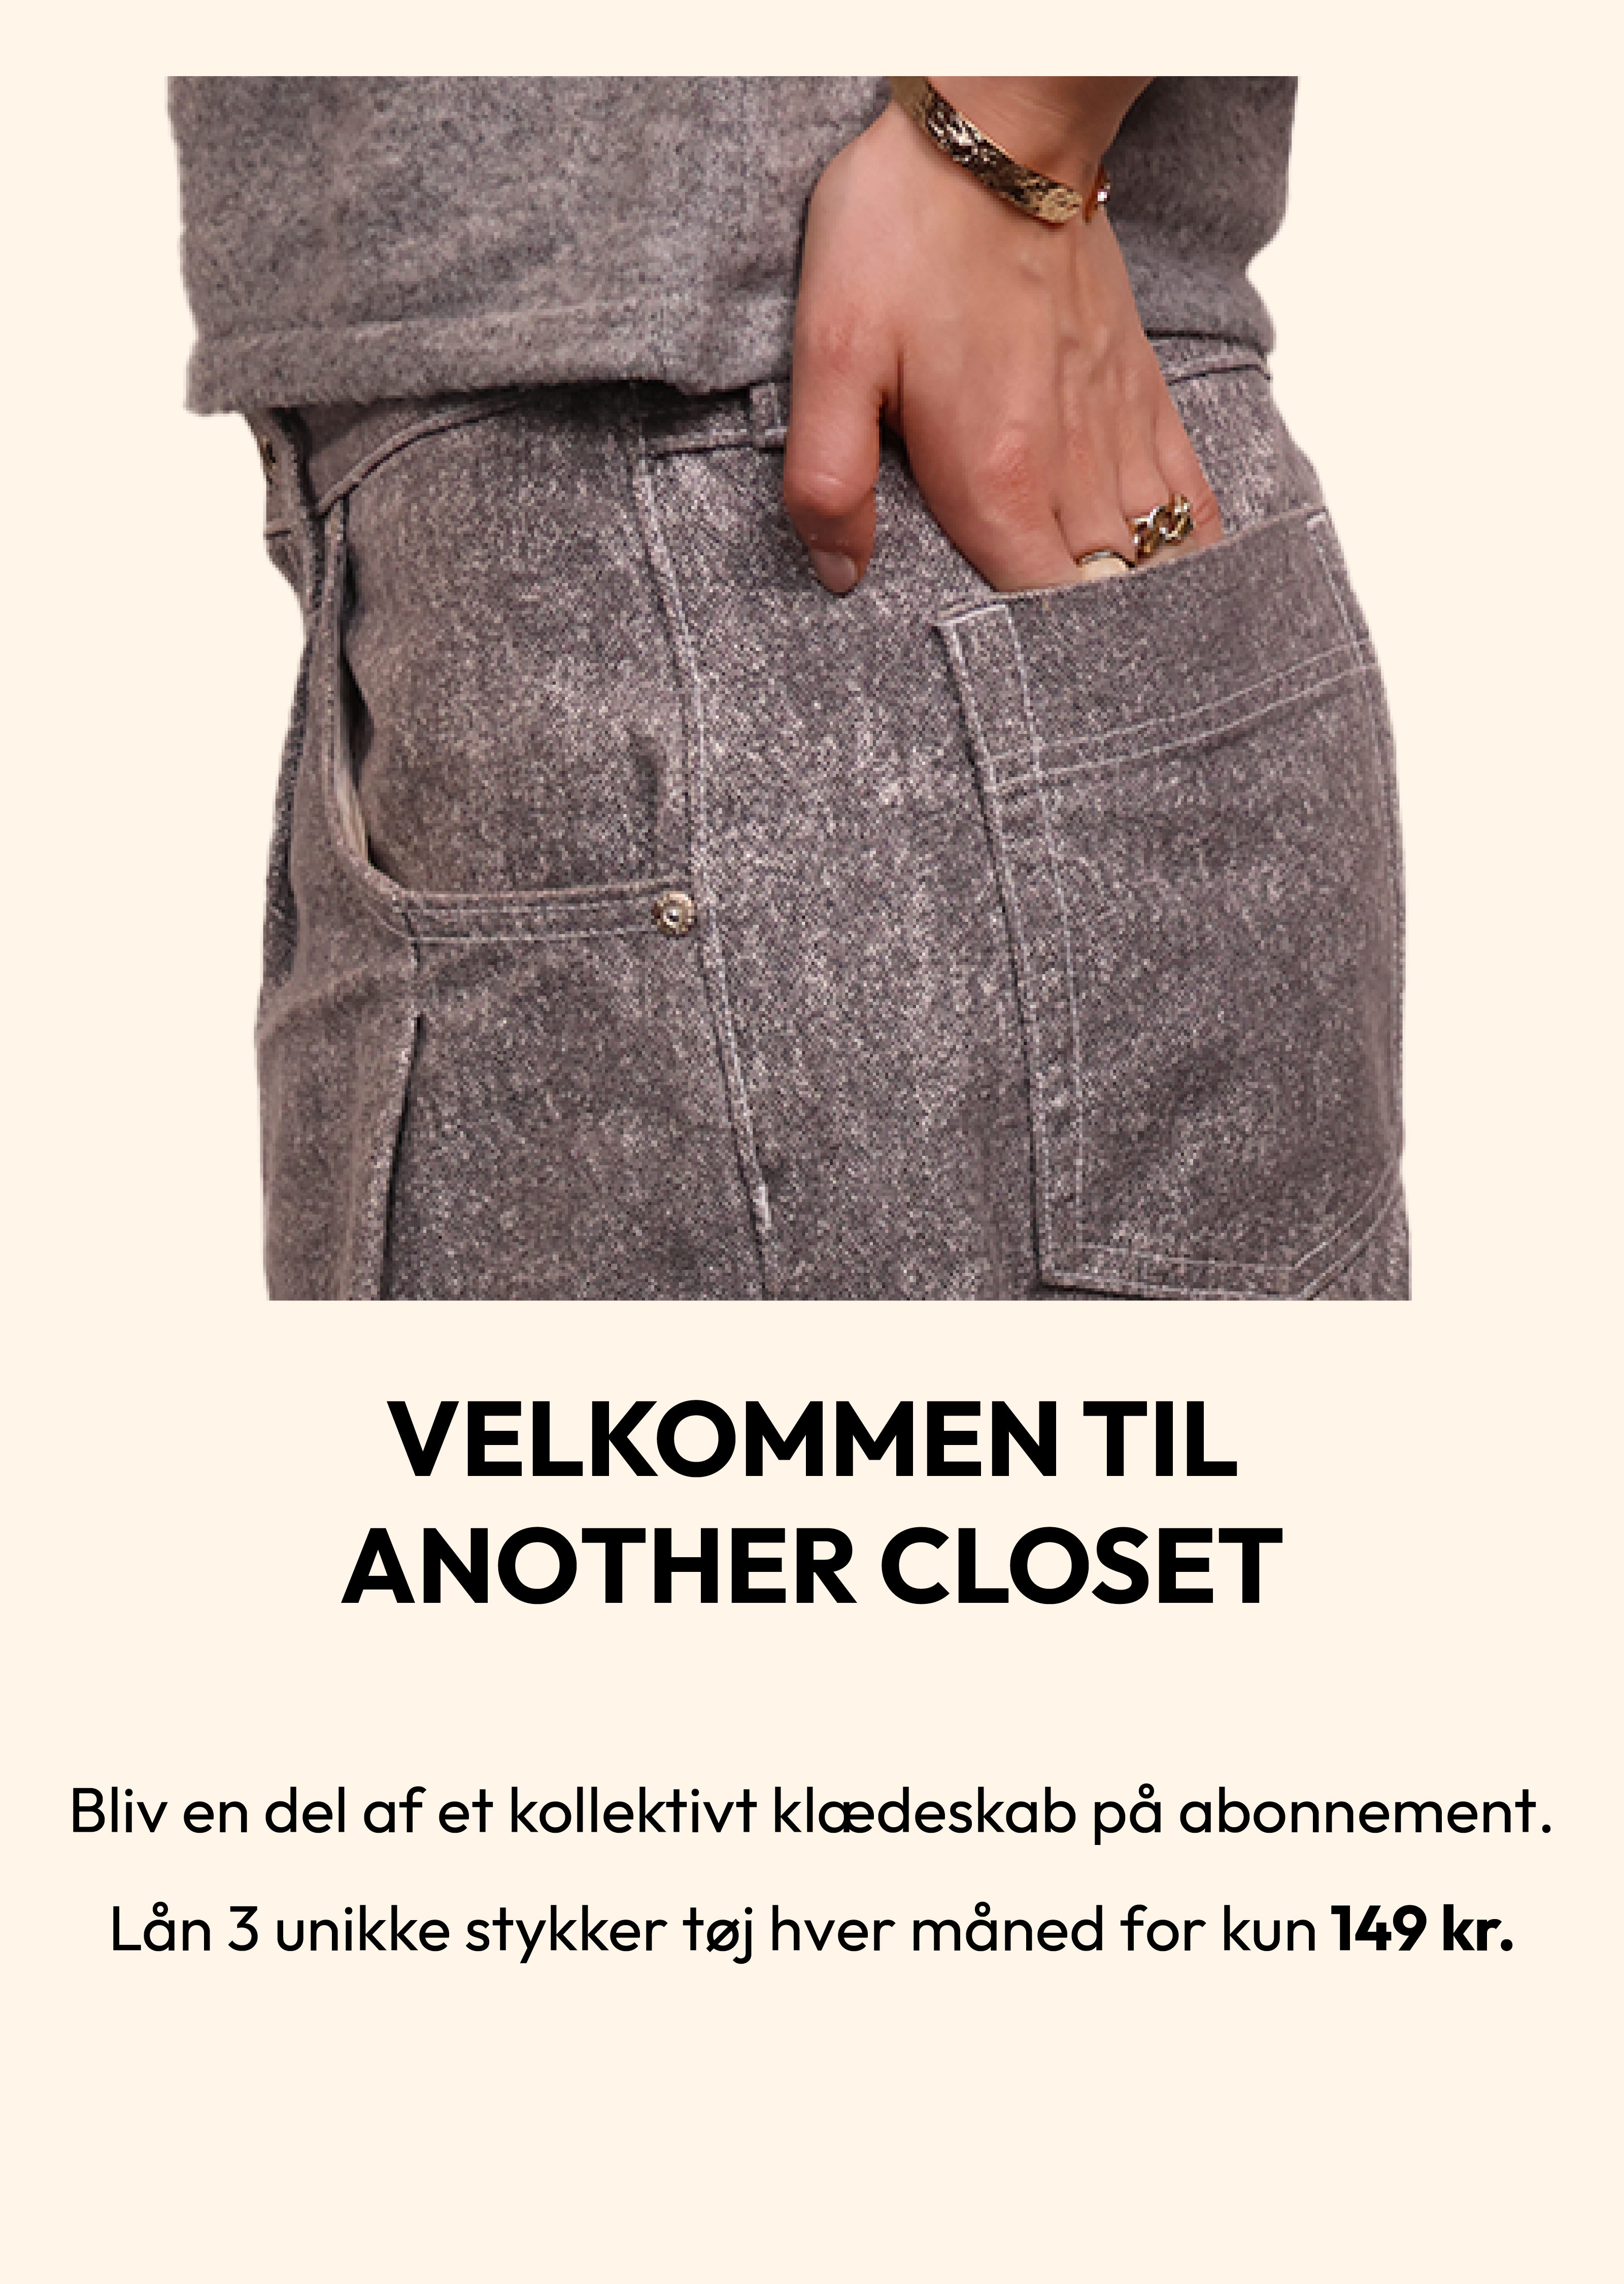 VELKOMMEN TIL
ANOTHER CLOSET
Bliv en del af et kollektivt klædeskab på abonnement.
Lån 3 unikke stykker tøj hver måned for kun 149 kr.